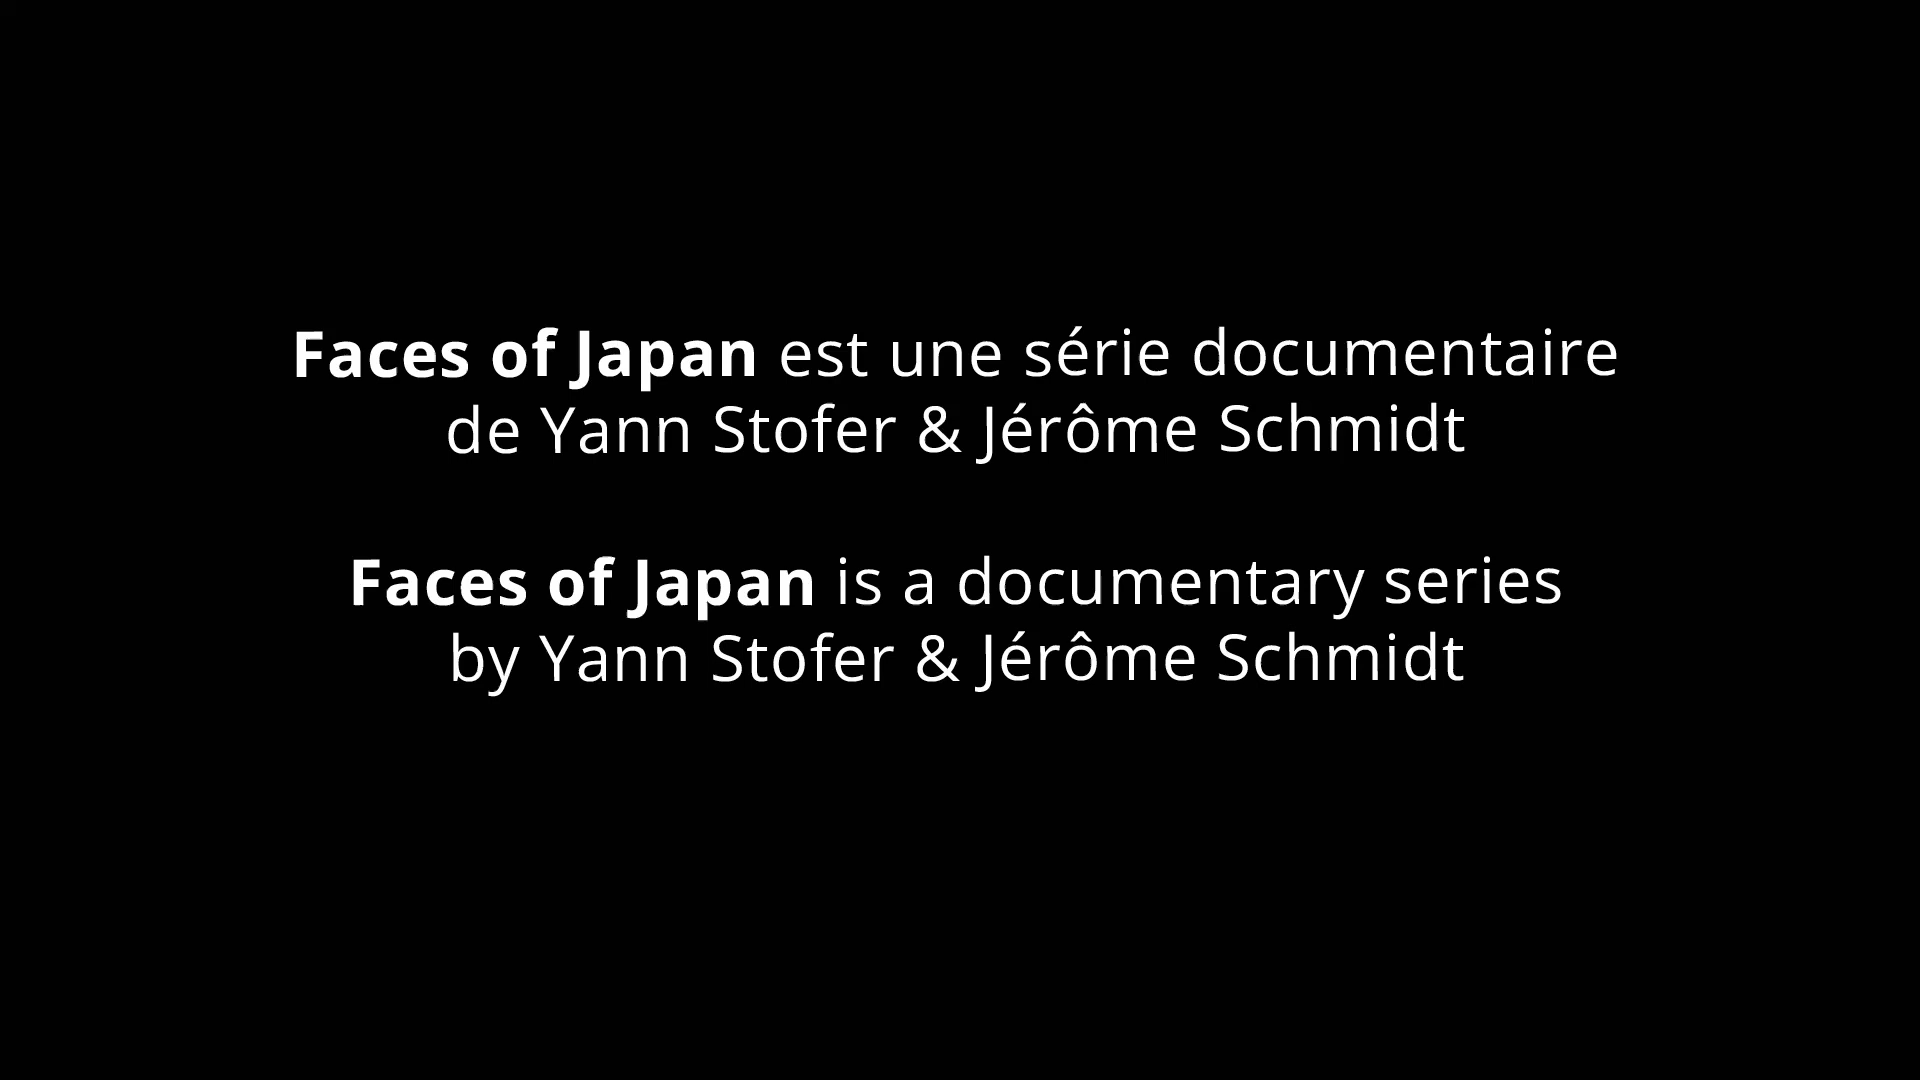 Faces of Japan est une série documentaire
de Yann Stofer & Jérôme Schmidt
Faces of Japan is a documentary series
by Yann Stofer & Jérôme Schmidt